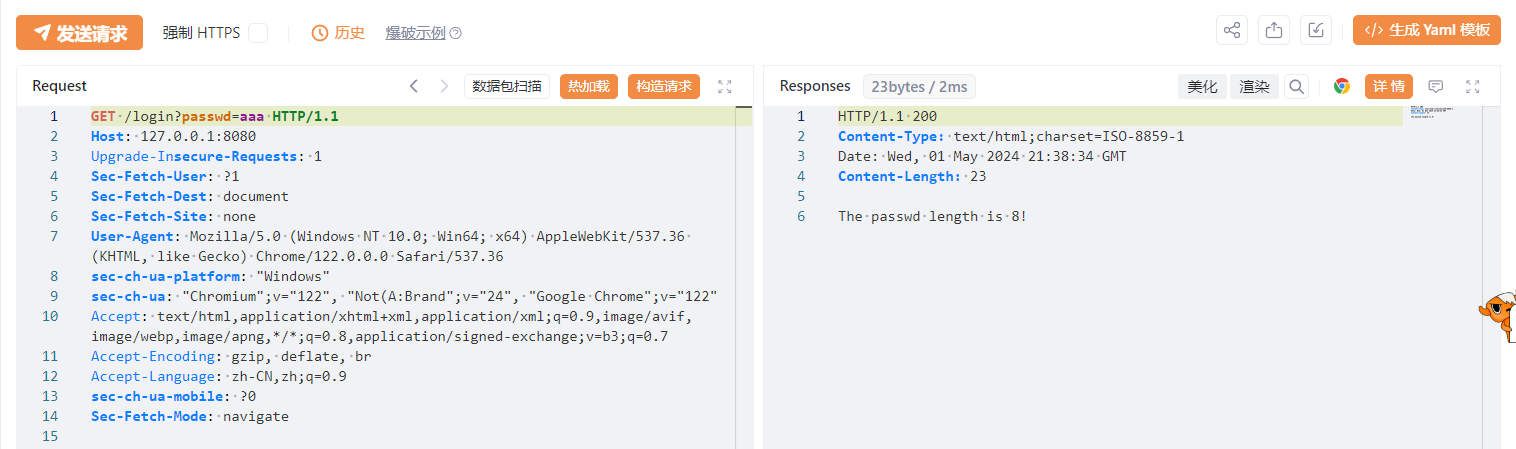 发送请求 强制 HTTPS 历史 爆破示例 生成 Yaml 模板
Request 数据包扫描 热加载 构造请求
1 GET /login?passwd=aaa HTTP/1.1
2 Host: 127.0.0.1:8080
3 Upgrade-Insecure-Requests: 1
4 Sec-Fetch-User: ?1
5 Sec-Fetch-Dest: document
6 Sec-Fetch-Site: none
7 User-Agent: Mozilla/5.0 (Windows NT 10.0; Win64; x64) AppleWebKit/537.36
(KHTML, like Gecko) Chrome/122.0.0.0 Safari/537.36
8 sec-ch-ua-platform: "Windows"
9 sec-ch-ua: "Chromium";v="122", "Not(A:Brand";v="24", "Google Chrome";v="122"
10 Accept: text/html,application/xhtml+xml,application/xml;q=0.9,image/avif,
image/webp,image/apng,*/*;q=0.8,application/signed-exchange;v=b3;q=0.7
11 Accept-Encoding: gzip, deflate, br
12 Accept-Language: zh-CN,zh;q=0.9
13 sec-ch-ua-mobile: ?0
14 Sec-Fetch-Mode: navigate
15
Responses 23bytes / 2ms 美化 渲染 详情
1 HTTP/1.1 200
2 Content-Type: text/html;charset=ISO-8859-1
3 Date: Wed, 01 May 2024 21:38:34 GMT
4 Content-Length: 23
5
6 The passwd length is 8!